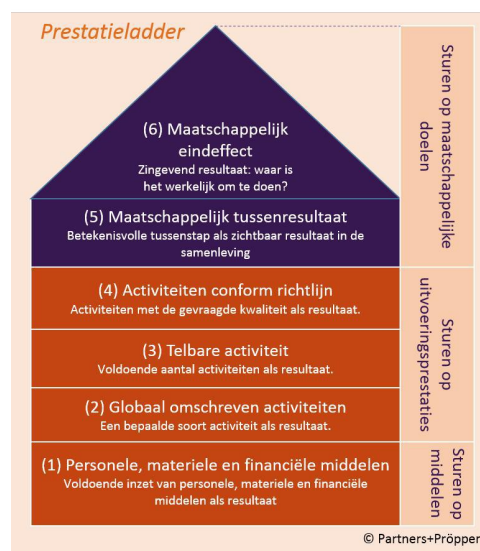 Prestatieladder
(6) Maatschappelijk
eindeffect
Zingevend resultaat: waar is
het werkelijk om te doen?
(5) Maatschappelijk tussenresultaat
Betekenisvolle tussenstap als zichtbaar resultaat in de
samenleving
(4) Activiteiten conform richtlijn
Activiteiten met de gevraagde kwaliteit als resultaat.
(3) Telbare activiteit
Voldoende aantal activiteiten als resultaat.
(2) Globaal omschreven activiteiten
Een bepaalde soort activiteit als resultaat.
(1) Personele, materiele en financiële middelen
Voldoende inzet van personele, materiele en financiële
middelen als resultaat
Sturen op maatschappelijke
doelen
Sturen op
uitvoeringsprestaties
Sturen op
middelen
© Partners+Pröpper